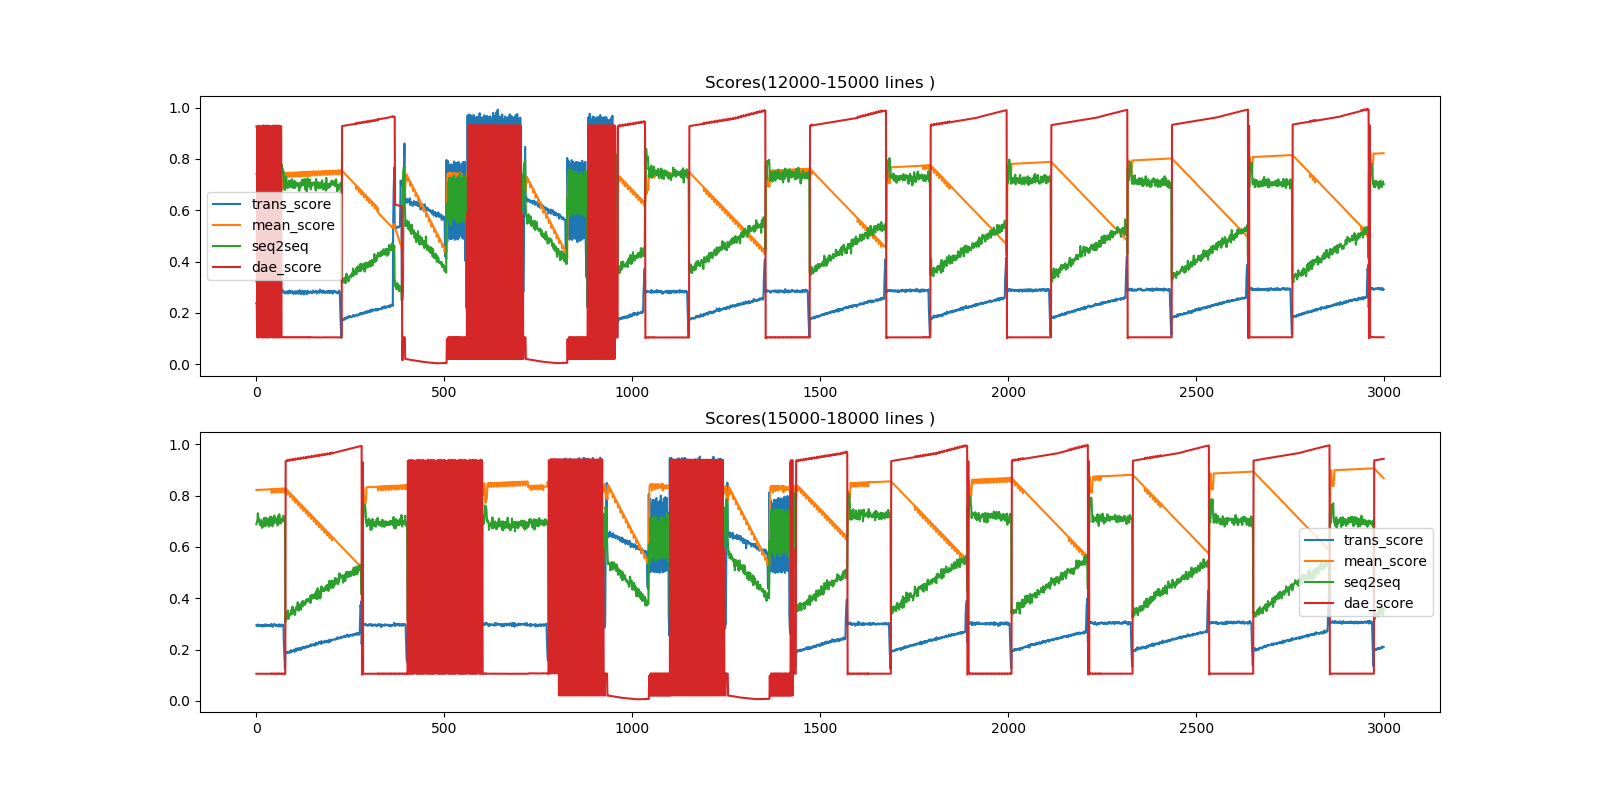 Scores(12000-15000 lines )
1.0
0.8
0.6
0.4
0.2
0.0
trans_score
mean_score
seq2seq
dae_score
0 500 1000 1500 2000 2500 3000
Scores(15000-18000 lines )
1.0
0.8
0.6
0.4
0.2
0.0
trans_score
mean_score
seq2seq
dae_score
0 500 1000 1500 2000 2500 3000